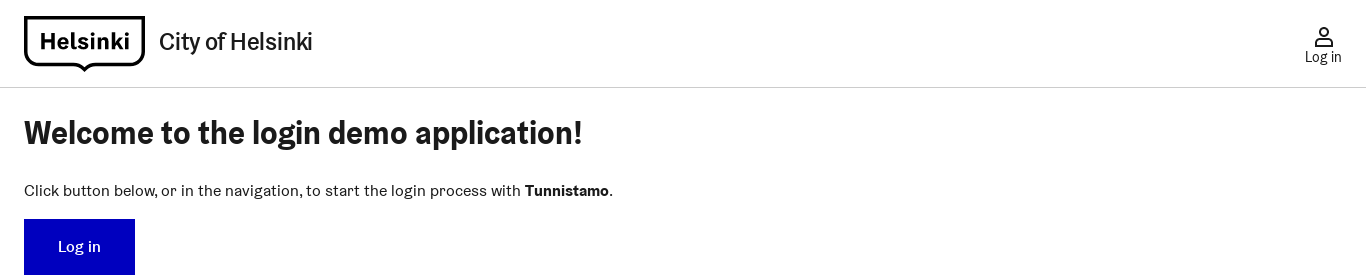 Helsinki
City of Helsinki
Log in
Welcome to the login demo application!
Click button below, or in the navigation, to start the login process with Tunnistamo.
Log in